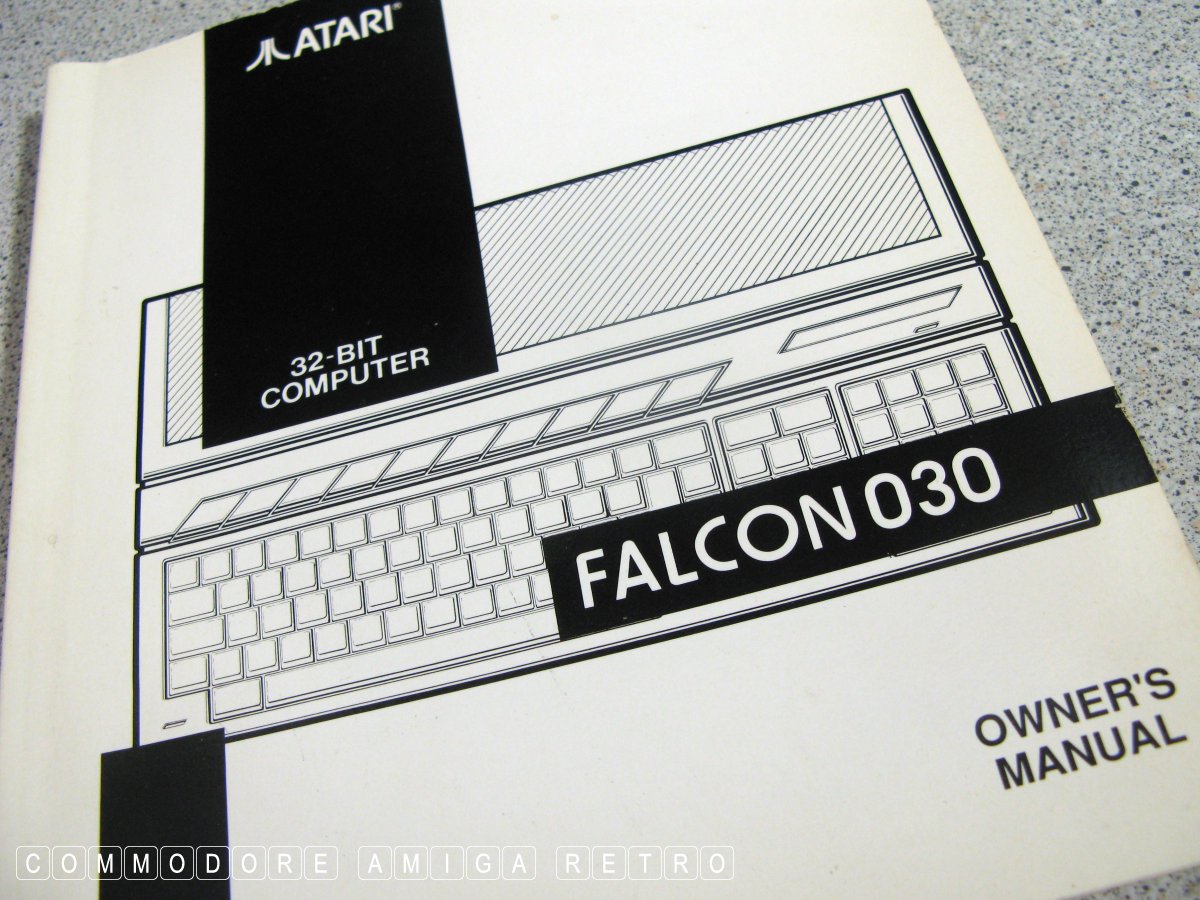 ATARI®
32-BIT
COMPUTER
FALCON 030
OWNER'S
MANUAL
COMMODORE AMIGA RETRO